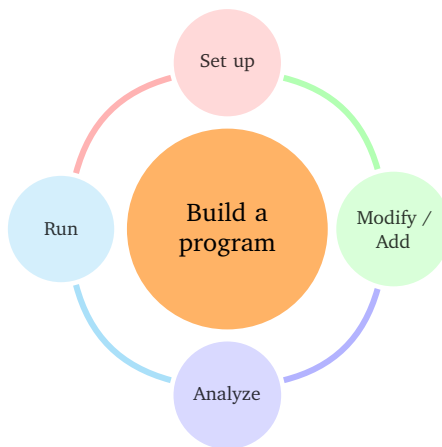 Set up
Run
Build a
program
Modify /
Add
Analyze